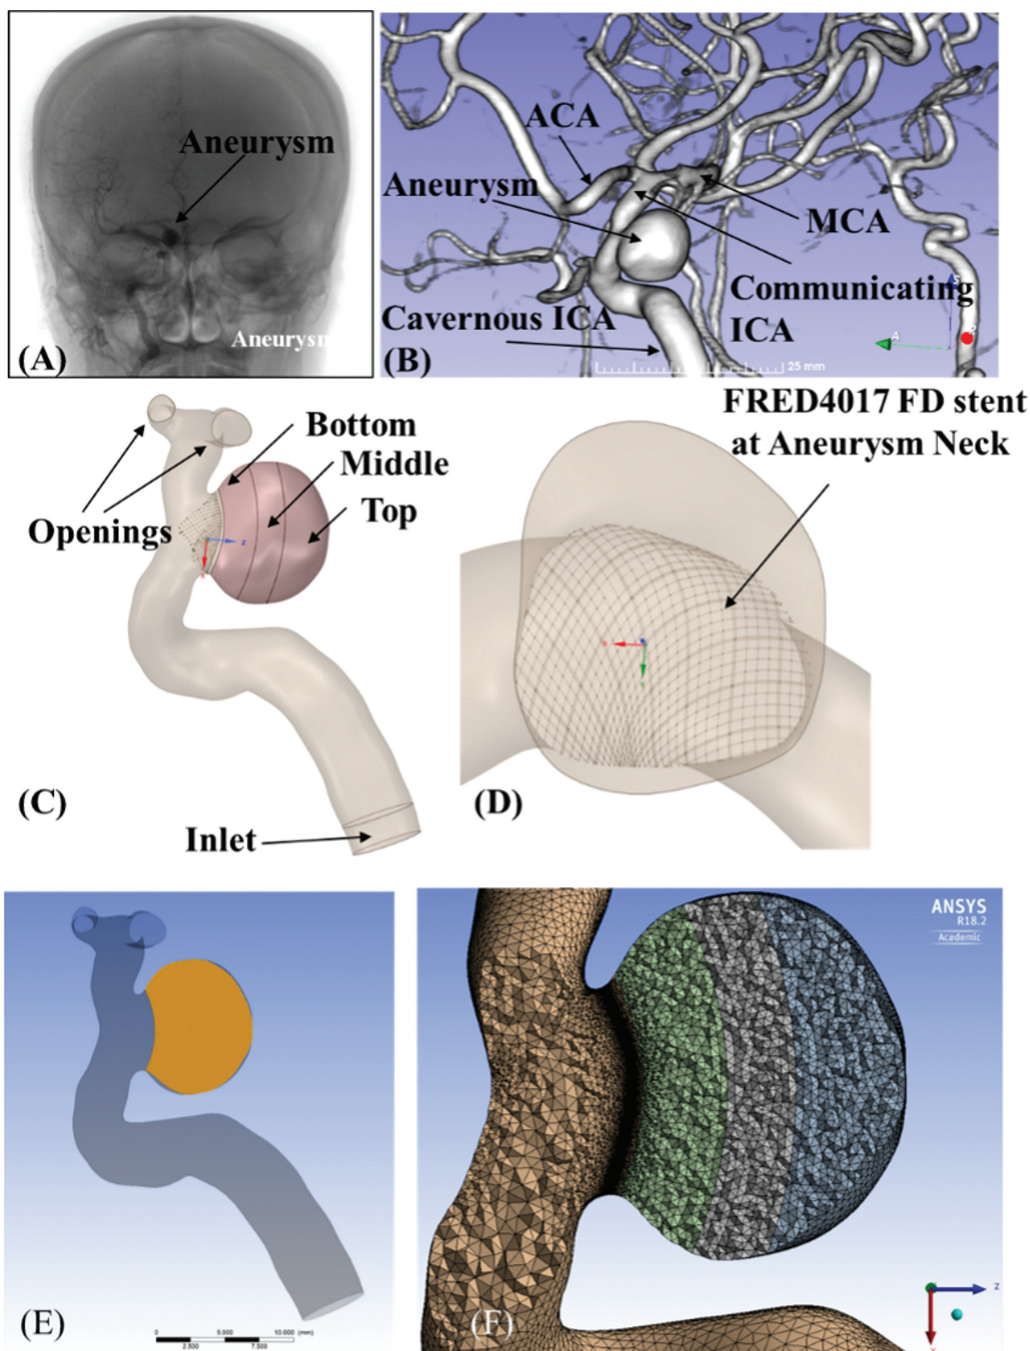 Aneurysm
Aneurysm
(A)
ACA
Aneurysm
MCA
Communicating
ICA
Cavernous ICA
25 mm
A
(B)
Bottom
Middle
Top
Openings
z
Inlet
(C)
FRED4017 FD stent
at Aneurysm Neck
(D)
0
5.000
10.000 (mm)
2.500
7.500
(E)
ANSYS
R18.2
Academic
z
(F)